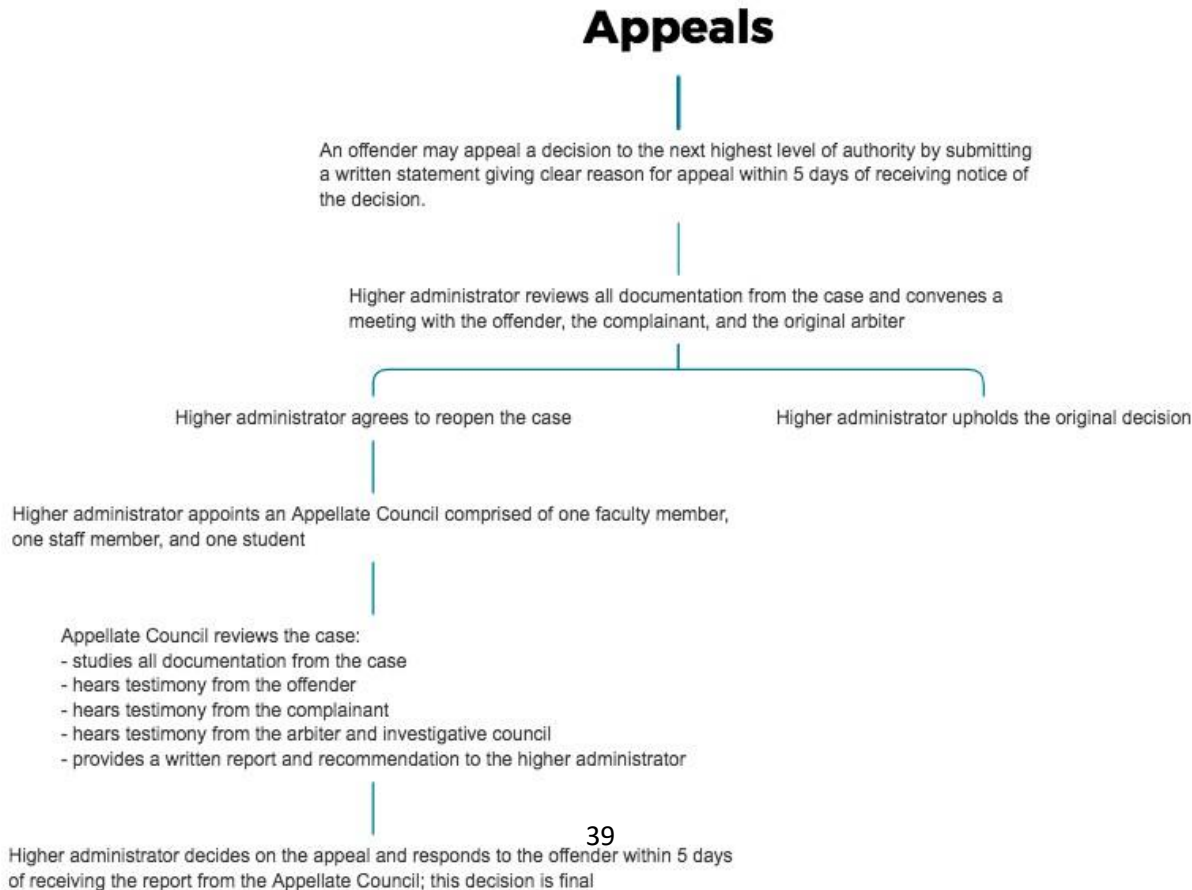 Appeals
An offender may appeal a decision to the next highest level of authority by submitting
a written statement giving clear reason for appeal within 5 days of receiving notice of
the decision.
Higher administrator reviews all documentation from the case and convenes a
meeting with the offender, the complainant, and the original arbiter
Higher administrator agrees to reopen the case
Higher administrator upholds the original decision
Higher administrator appoints an Appellate Council comprised of one faculty member,
one staff member, and one student
Appellate Council reviews the case:
- studies all documentation from the case
- hears testimony from the offender
- hears testimony from the complainant
- hears testimony from the arbiter and investigative council
- provides a written report and recommendation to the higher administrator
39
Higher administrator decides on the appeal and responds to the offender within 5 days
of receiving the report from the Appellate Council; this decision is final